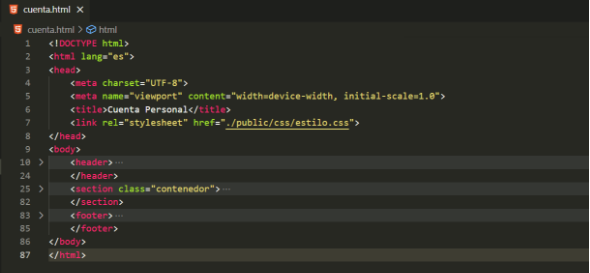 cuenta.html ×
cuenta.html > html
1 <!DOCTYPE html>
2 <html lang="es">
3 <head>
4 <meta charset="UTF-8">
5 <meta name="viewport" content="width=device-width, initial-scale=1.0">
6 <title>Cuenta Personal</title>
7 <link rel="stylesheet" href="./public/css/estilo.css">
8 </head>
9 <body>
10 > <header>···
24 </header>
25 > <section class="contenedor">···
82 </section>
83 > <footer>···
85 </footer>
86 </body>
87 </html>